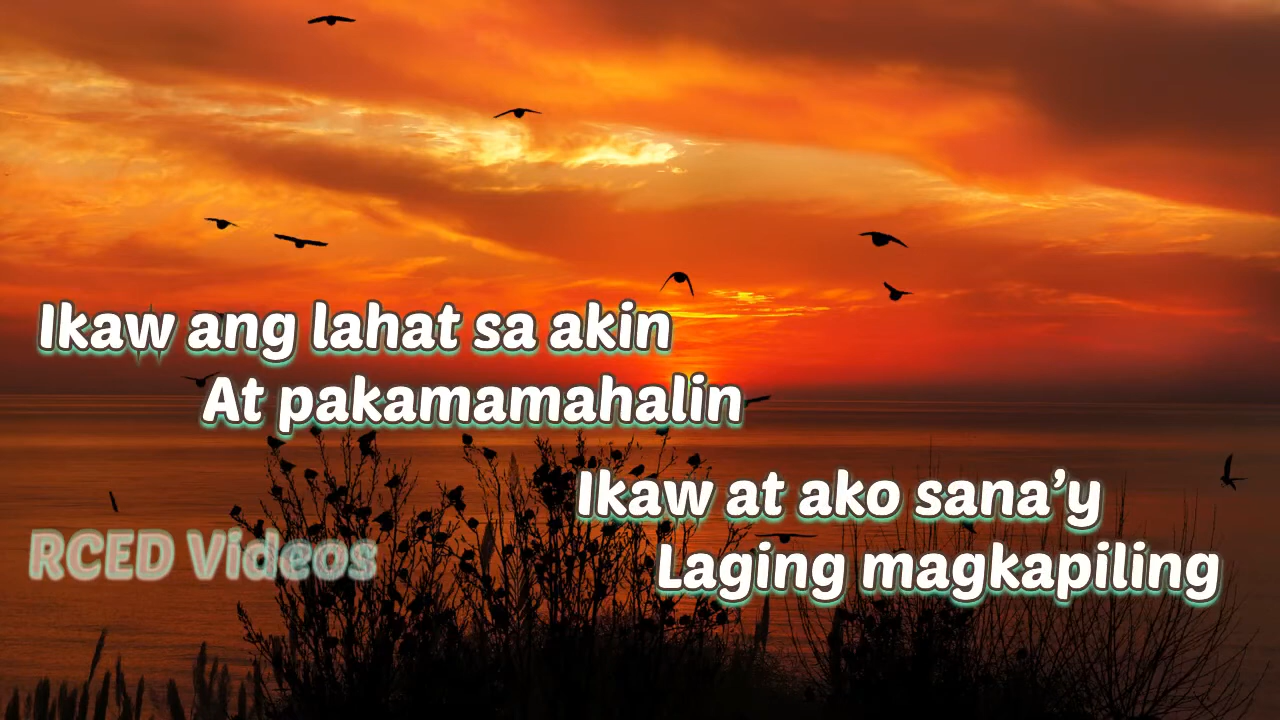 Ikaw ang lahat sa akin
At pakamamahalin
Ikaw at ako sana’y
Laging magkapiling
RCED Videos